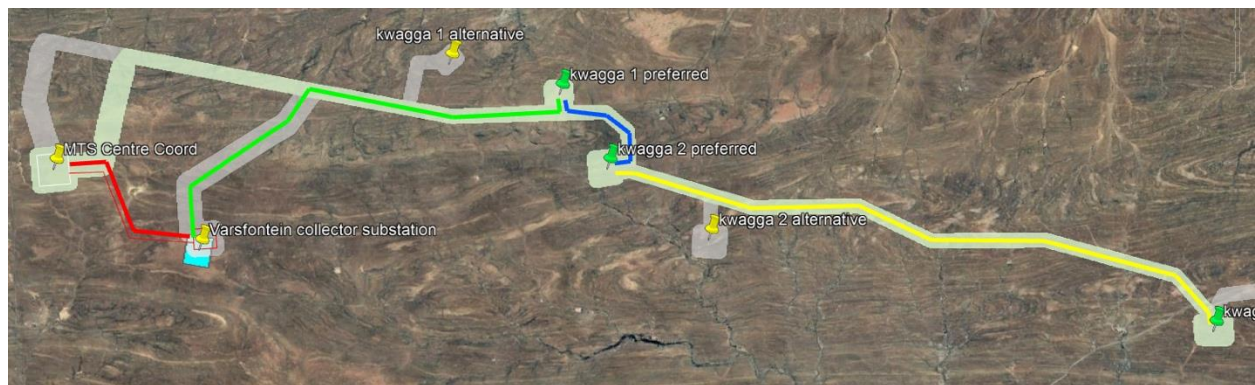 kwagga 1 alternative
kwagga 1 preferred
MTS Centre Coord
kwagga 2 preferred
kwagga 2 alternative
Varsfontein collector substation
kwag